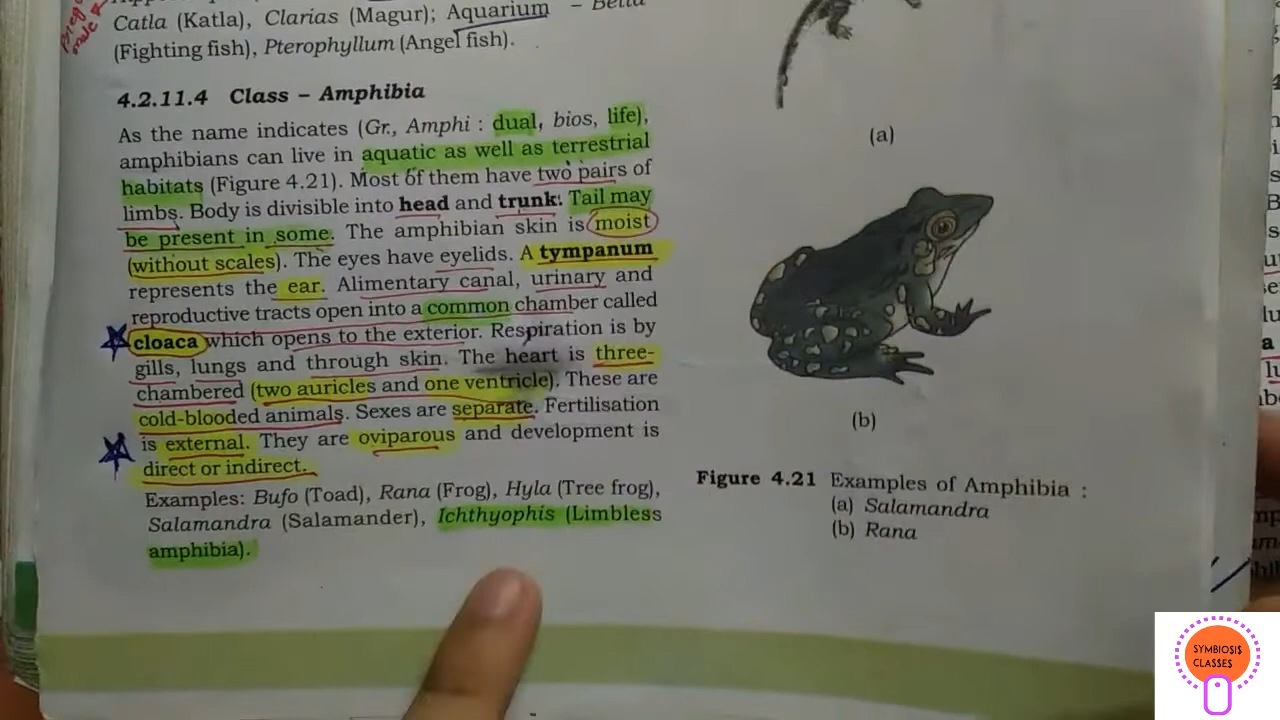 Catla (Katla), Clarias (Magur); Aquarium – Betta
(Fighting fish), Pterophyllum (Angel fish).
4.2.11.4 Class – Amphibia
As the name indicates (Gr., Amphi : dual, bios, life),
amphibians can live in aquatic as well as terrestrial
habitats (Figure 4.21). Most of them have two pairs of
limbs. Body is divisible into head and trunk. Tail may
be present in some. The amphibian skin is moist
(without scales). The eyes have eyelids. A tympanum
represents the ear. Alimentary canal, urinary and
reproductive tracts open into a common chamber called
cloaca which opens to the exterior. Respiration is by
gills, lungs and through skin. The heart is three-
chambered (two auricles and one ventricle). These are
cold-blooded animals. Sexes are separate. Fertilisation
is external. They are oviparous and development is
direct or indirect.
Examples: Bufo (Toad), Rana (Frog), Hyla (Tree frog),
Salamandra (Salamander), Ichthyophis (Limbless
amphibia).
(a)
(b)
Figure 4.21 Examples of Amphibia :
(a) Salamandra
(b) Rana
SYMBIOSIS
CLASSES